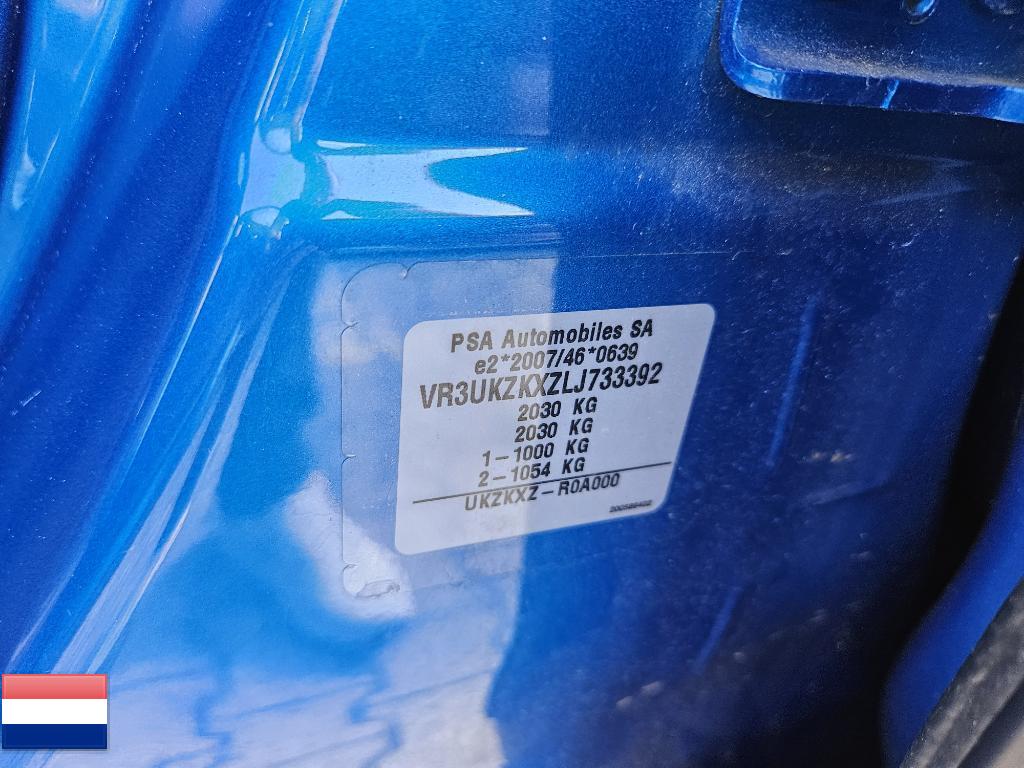 PSA Automobiles SA
e2*2007/46*0639
VR3UKZKXZLJ733392
2030 KG
2030 KG
1-1000 KG
2-1054 KG
UKZKXZ-R0A000